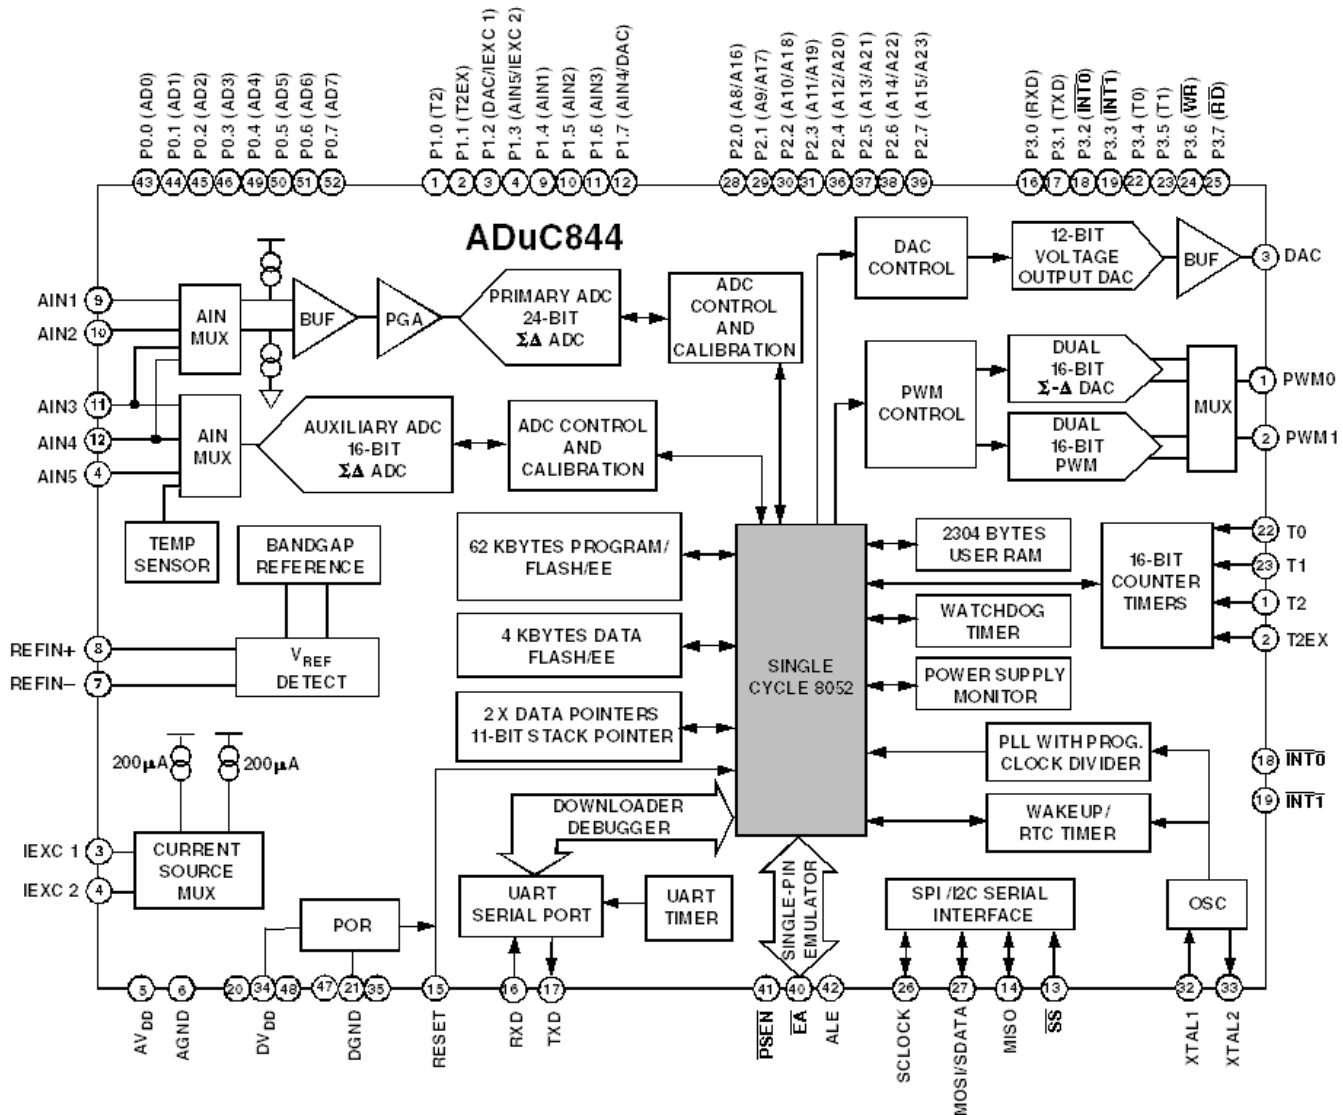 P0.0 (AD0)
P0.1 (AD1)
P0.2 (AD2)
P0.3 (AD3)
P0.4 (AD4)
P0.5 (AD5)
P0.6 (AD6)
P0.7 (AD7)
P1.0 (T2)
P1.1 (T2EX)
P1.2 (DAC/IEXC 1)
P1.3 (AIN5/IEXC 2)
P1.4 (AIN1)
P1.5 (AIN2)
P1.6 (AIN3)
P1.7 (AIN4/DAC)
P2.0 (A8/A16)
P2.1 (A9/A17)
P2.2 (A10/A18)
P2.3 (A11/A19)
P2.4 (A12/A20)
P2.5 (A13/A21)
P2.6 (A14/A22)
P2.7 (A15/A23)
P3.0 (RXD)
P3.1 (TXD)
P3.2 (INT0)
P3.3 (INT1)
P3.4 (T0)
P3.5 (T1)
P3.6 (WR)
P3.7 (RD)
43 44 45 46 49 50 51 52
1 2 3 4 9 10 11 12
28 29 30 31 36 37 38 39
16 17 18 19 22 23 24 25
ADuC844
AIN1 9
AIN2 10
AIN3 11
AIN4 12
AIN5 4
AIN
MUX
BUF
PGA
PRIMARY ADC
24-BIT
ΣΔ ADC
ADC
CONTROL
AND
CALIBRATION
DAC
CONTROL
12-BIT
VOLTAGE
OUTPUT DAC
BUF
3 DAC
AIN
MUX
AUXILIARY ADC
16-BIT
ΣΔ ADC
ADC CONTROL
AND
CALIBRATION
PWM
CONTROL
DUAL
16-BIT
Σ-Δ DAC
DUAL
16-BIT
PWM
MUX
1 PWM0
2 PWM1
TEMP
SENSOR
BANDGAP
REFERENCE
VREF
DETECT
REFIN+ 8
REFIN− 7
62 KBYTES PROGRAM/
FLASH/EE
4 KBYTES DATA
FLASH/EE
2 X DATA POINTERS
11-BIT STACK POINTER
SINGLE
CYCLE 8052
2304 BYTES
USER RAM
WATCHDOG
TIMER
POWER SUPPLY
MONITOR
16-BIT
COUNTER
TIMERS
22 T0
23 T1
1 T2
2 T2EX
PLL WITH PROG.
CLOCK DIVIDER
WAKEUP/
RTC TIMER
18 INT0
19 INT1
200µA
200µA
IEXC 1 3
IEXC 2 4
CURRENT
SOURCE
MUX
DOWNLOADER
DEBUGGER
POR
UART
SERIAL PORT
UART
TIMER
SINGLE-PIN
EMULATOR
SPI /I2C SERIAL
INTERFACE
OSC
5 6 20 34 48 47 21 35 15 16 17 41 40 42 26 27 14 13 32 33
AVDD
AGND
DVDD
DGND
RESET
RXD
TXD
PSEN
EA
ALE
SCLOCK
MOSI/SDATA
MISO
SS
XTAL1
XTAL2